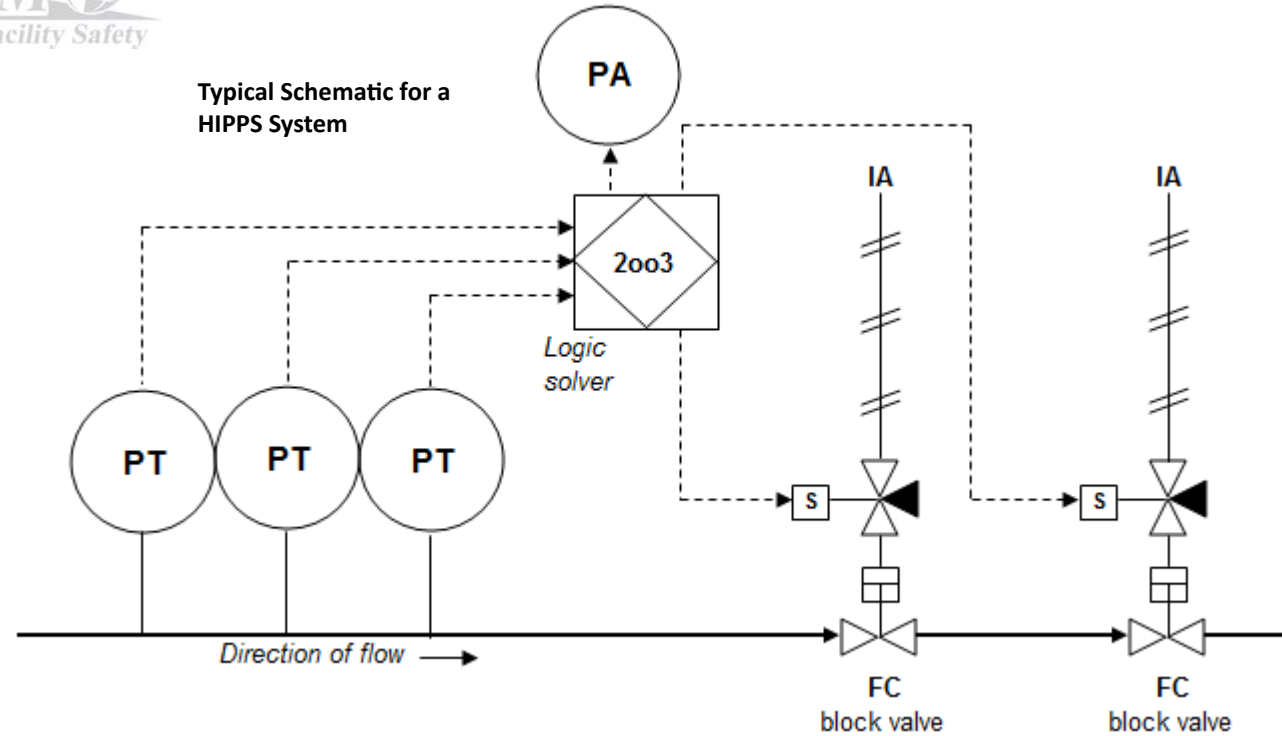 Facility Safety
Typical Schematic for a
HIPPS System
PA
IA
IA
2oo3
Logic
solver
PT
PT
PT
S
S
Direction of flow
FC
block valve
FC
block valve